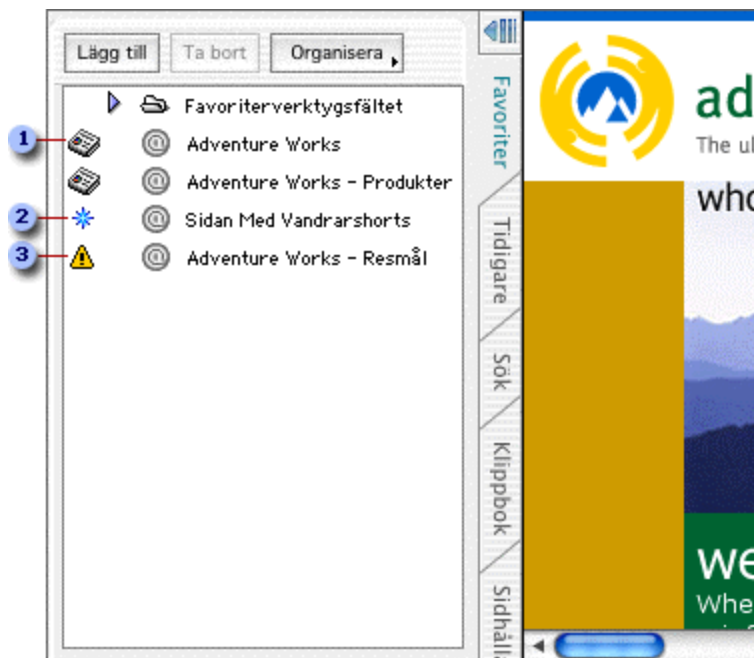 Lägg till
Ta bort
Organisera
Favoriterverktygsfältet
1
Adventure Works
Adventure Works - Produkter
2
Sidan Med Vandrarshorts
3
Adventure Works - Resmål
Favoriter
Tidigare
Sök
Klippbok
ad
The
who
we
Whe